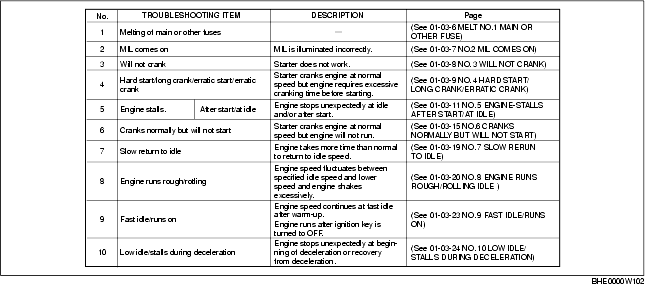 No. TROUBLESHOOTING ITEM DESCRIPTION Page
1 Melting of main or other fuses — (See 01-03-6 MELT NO.1 MAIN OR
OTHER FUSE)
2 MIL comes on MIL is illuminated incorrectly. (See 01-03-7 NO.2 MIL COMES ON)
3 Will not crank Starter does not work. (See 01-03-8 NO.3 WILL NOT CRANK)
4 Hard start/long crank/erratic start/erratic
crank
Starter cranks engine at normal
speed but engine requires excessive
cranking time before starting.
(See 01-03-9 NO.4 HARD START/
LONG CRANK/ERRATIC CRANK)
5 Engine stalls. After start/at idle
Engine stops unexpectedly at idle
and/or after start.
(See 01-03-11 NO.5 ENGINE-STALLS
AFTER START/AT IDLE)
6 Cranks normally but will not start
Starter cranks engine at normal
speed but engine will not run.
(See 01-03-15 NO.6 CRANKS
NORMALLY BUT WILL NOT START)
7 Slow return to idle
Engine takes more time than normal
to return to idle speed.
(See 01-03-19 NO.7 SLOW RERUN
TO IDLE)
8 Engine runs rough/rotling
Engine speed fluctuates between
specified idle speed and lower
speed and engine shakes
excessively.
(See 01-03-20 NO.8 ENGINE RUNS
ROUGH/ROLLING IDLE )
9 Fast idle/runs on
Engine speed continues at fast idle
after warm-up.
Engine runs after ignition key is
turned to OFF.
(See 01-03-23 NO.9 FAST IDLE/RUNS
ON)
10 Low idle/stalls during deceleration
Engine stops unexpectedly at begin-
ning of deceleration or recovery
from deceleration.
(See 01-03-24 NO.10 LOW IDLE/
STALLS DURING DECELERATION)
BHE0000W102